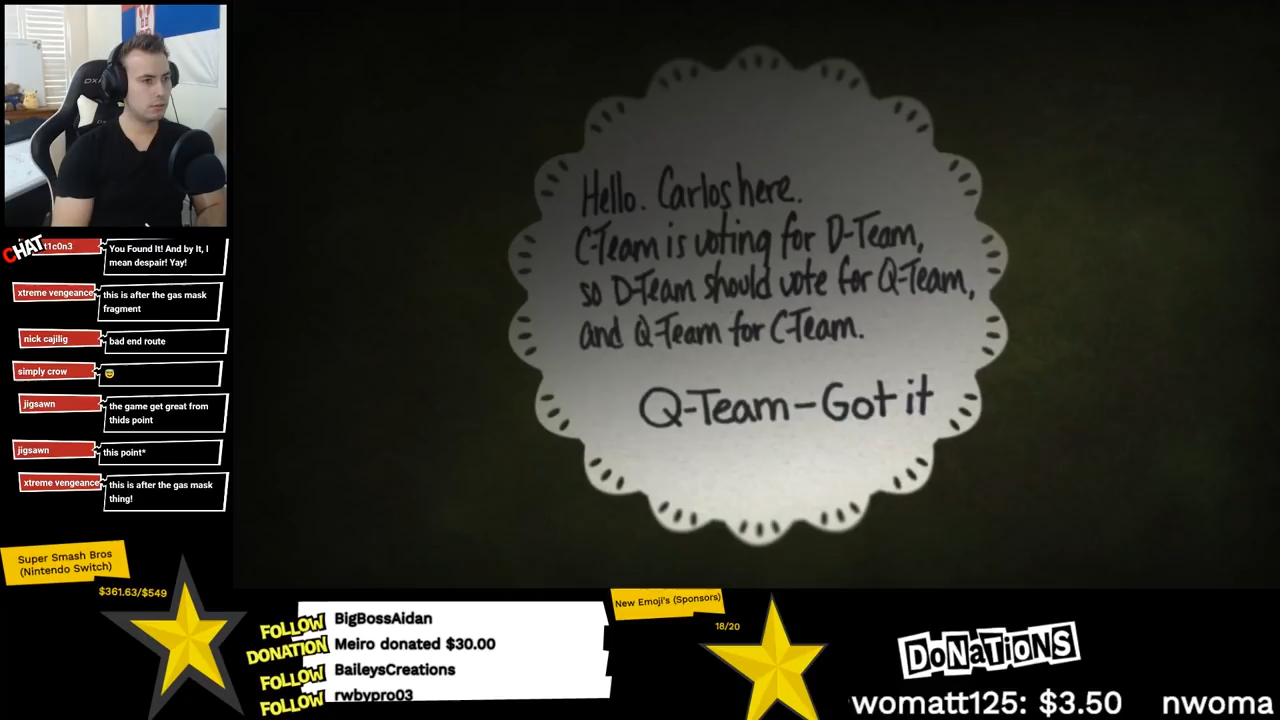 CHAT
t1c0n3
You Found It! And by It, I
mean despair! Yay!
xtreme vengeance
this is after the gas mask
fragment
nick cajilig
bad end route
simply crow
jigsawn
the game get great from
thids point
jigsawn
this point*
xtreme vengeance
this is after the gas mask
thing!
Hello. Carlos here.
C-Team is voting for D-Team,
so D-Team should vote for Q-Team,
and Q-Team for C-Team.
Q-Team-Got it
Super Smash Bros
(Nintendo Switch)
$361.63/$549
FOLLOW BigBossAidan
DONATION Meiro donated $30.00
FOLLOW BaileysCreations
FOLLOW rwbypro03
New Emoji's (Sponsors)
18/20
DONATIONS
womatt125: $3.50 nwoma